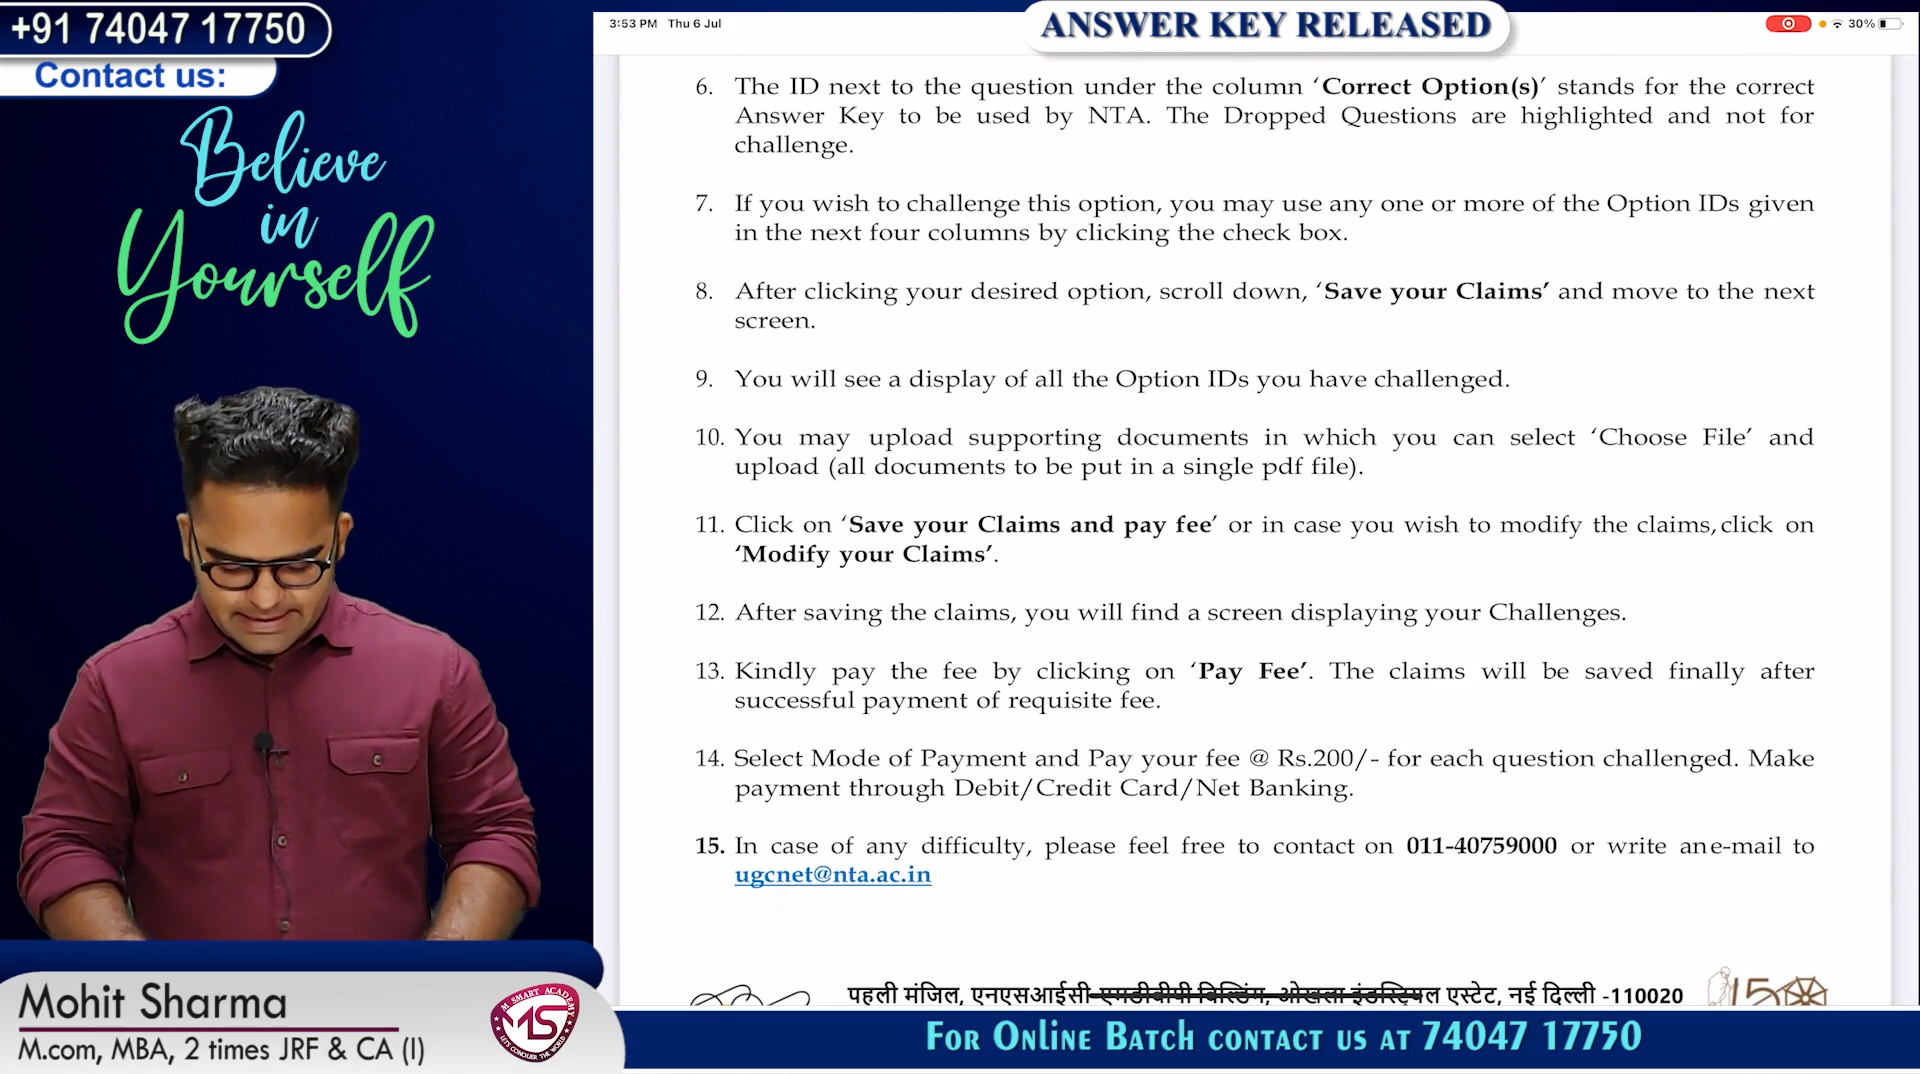 +91 74047 17750
Contact us:
Believe
in
Yourself
3:53 PM Thu 6 Jul
ANSWER KEY RELEASED
30%
6. The ID next to the question under the column ‘Correct Option(s)’ stands for the correct
Answer Key to be used by NTA. The Dropped Questions are highlighted and not for
challenge.
7. If you wish to challenge this option, you may use any one or more of the Option IDs given
in the next four columns by clicking the check box.
8. After clicking your desired option, scroll down, ‘Save your Claims’ and move to the next
screen.
9. You will see a display of all the Option IDs you have challenged.
10. You may upload supporting documents in which you can select ‘Choose File’ and
upload (all documents to be put in a single pdf file).
11. Click on ‘Save your Claims and pay fee’ or in case you wish to modify the claims, click on
‘Modify your Claims’.
12. After saving the claims, you will find a screen displaying your Challenges.
13. Kindly pay the fee by clicking on ‘Pay Fee’. The claims will be saved finally after
successful payment of requisite fee.
14. Select Mode of Payment and Pay your fee @ Rs.200/- for each question challenged. Make
payment through Debit/Credit Card/Net Banking.
15. In case of any difficulty, please feel free to contact on 011-40759000 or write an e-mail to
ugcnet@nta.ac.in
पहली मंजिल, एनएसआईसी-एमडीबीपी बिल्डिंग, ओखला इंडस्ट्रियल एस्टेट, नई दिल्ली -110020
150
Mohit Sharma
M.com, MBA, 2 times JRF & CA (I)
M SMART ACADEMY
MS
LET'S CONQUER THE WORLD
For Online Batch contact us at 74047 17750